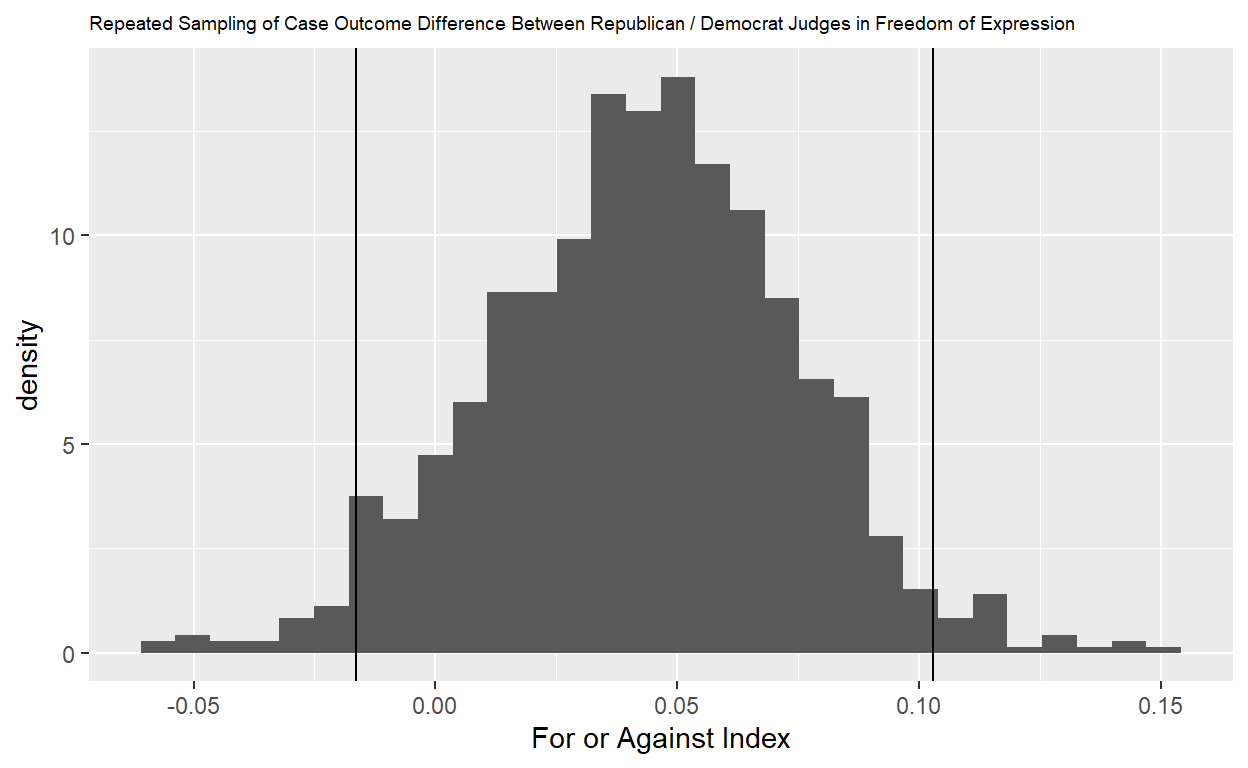 Repeated Sampling of Case Outcome Difference Between Republican / Democrat Judges in Freedom of Expression
density
10
5
0
-0.05 0.00 0.05 0.10 0.15
For or Against Index